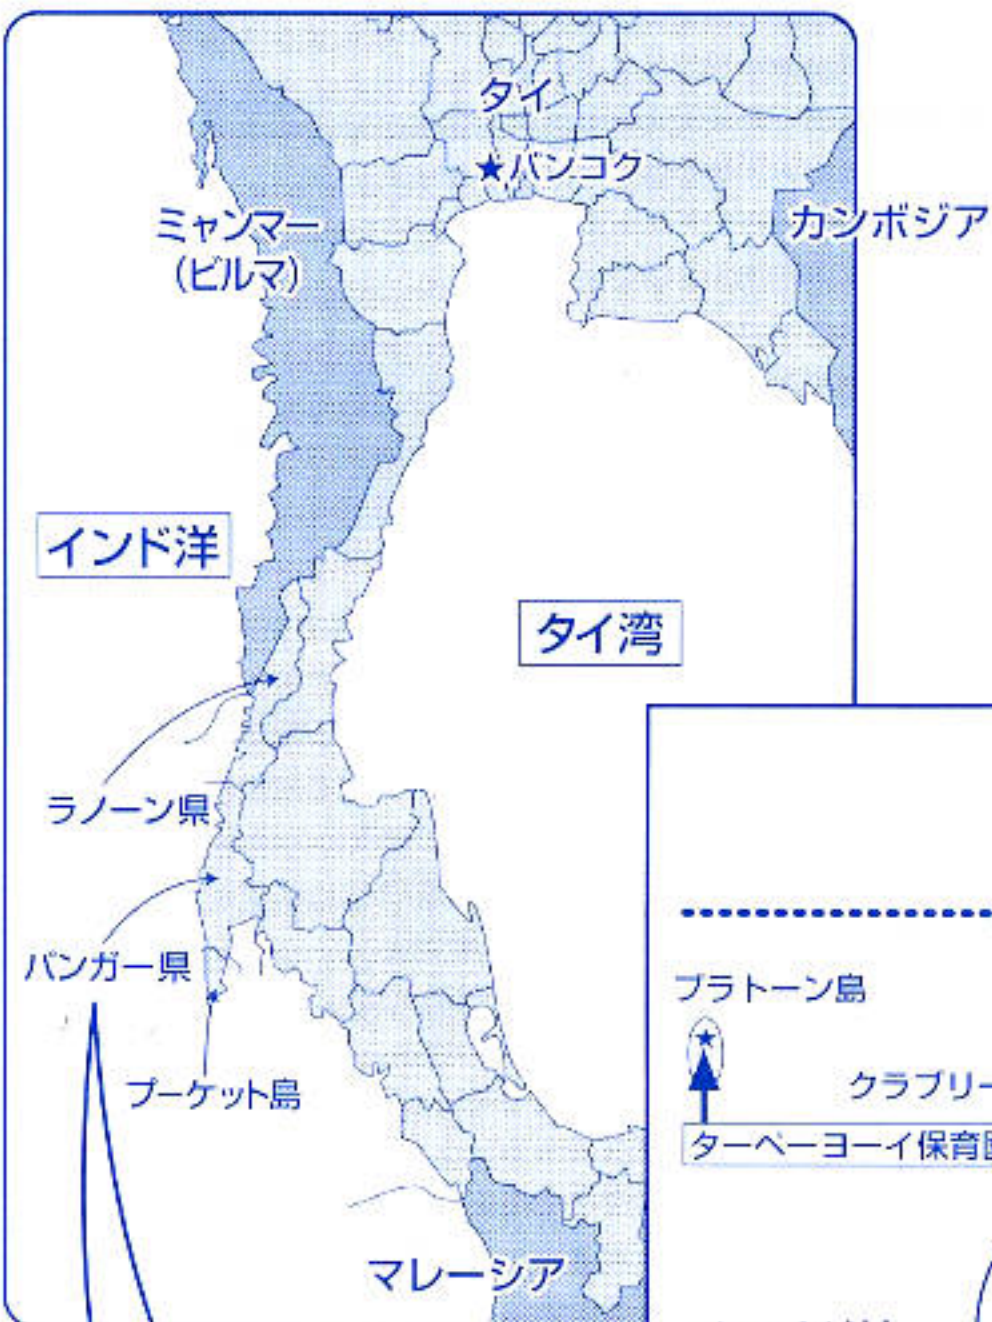 タイ
★バンコク
ミャンマー
(ビルマ)
カンボジア
インド洋
タイ湾
ラノーン県
パンガー県
プーケット島
マレーシア
プラトーン島
★
クラブリー
ターペーヨーイ保育園